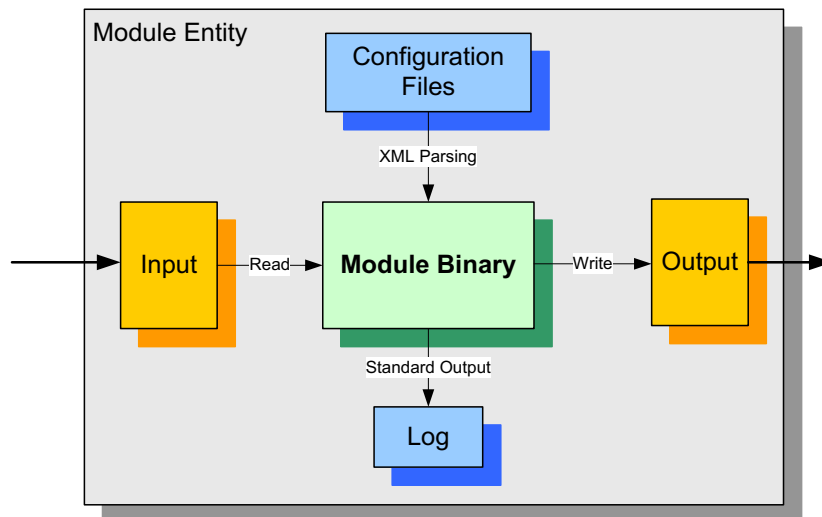 Module Entity
Configuration
Files
XML Parsing
Input
Read
Module Binary
Write
Output
Standard Output
Log